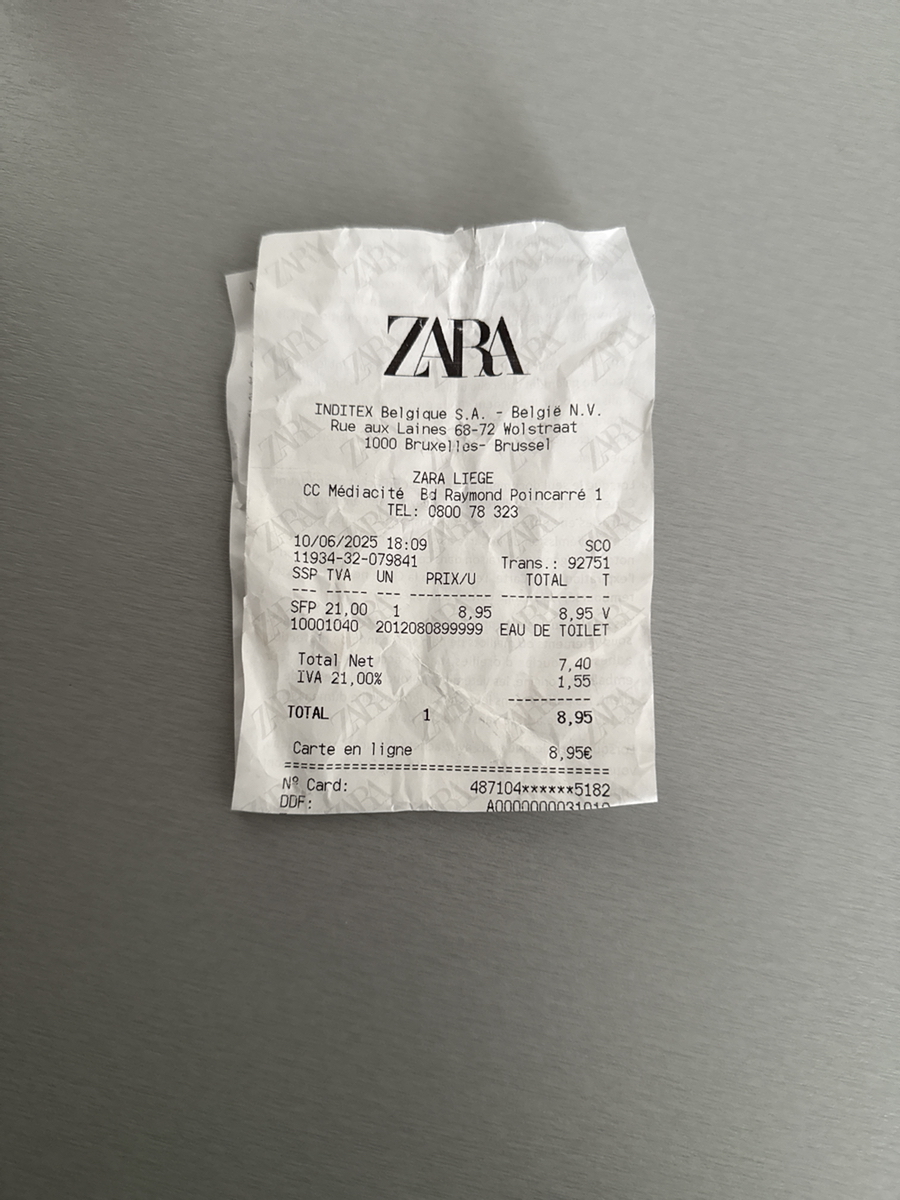 ZARA
INDITEX Belgique S.A. - België N.V.
Rue aux Laines 68-72 Wolstraat
1000 Bruxelles- Brussel
ZARA LIEGE
CC Médiacité Bd Raymond Poincarré 1
TEL: 0800 78 323
10/06/2025 18:09 SCO
11934-32-079841 Trans.: 92751
SSP TVA UN PRIX/U TOTAL T
--- ----- --- ---------- ----------- -
SFP 21,00 1 8,95 8,95 V
10001040 2012080899999 EAU DE TOILET
Total Net 7,40
IVA 21,00% 1,55
----------
TOTAL 1 8,95
Carte en ligne 8,95€
=======================================
Nº Card: 487104******5182
DDF: A0000000031010